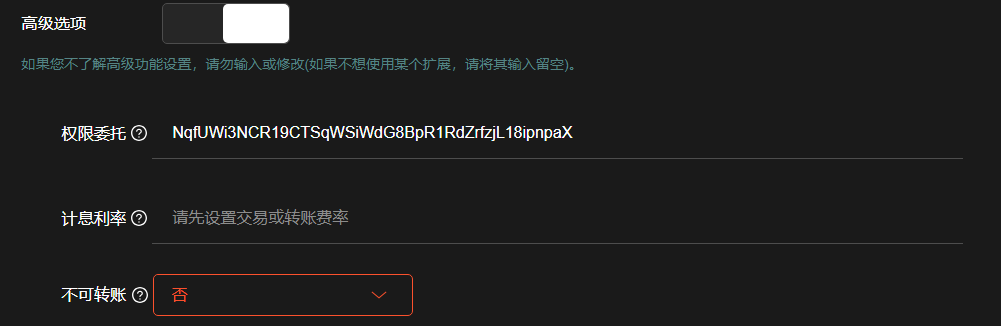 高级选项
如果您不了解高级功能设置，请勿输入或修改(如果不想使用某个扩展，请将其输入留空)。
权限委托 NqfUWi3NCR19CTSqWSiWdG8BpR1RdZrfzjL18ipnpaX
计息利率 请先设置交易或转账费率
不可转账 否